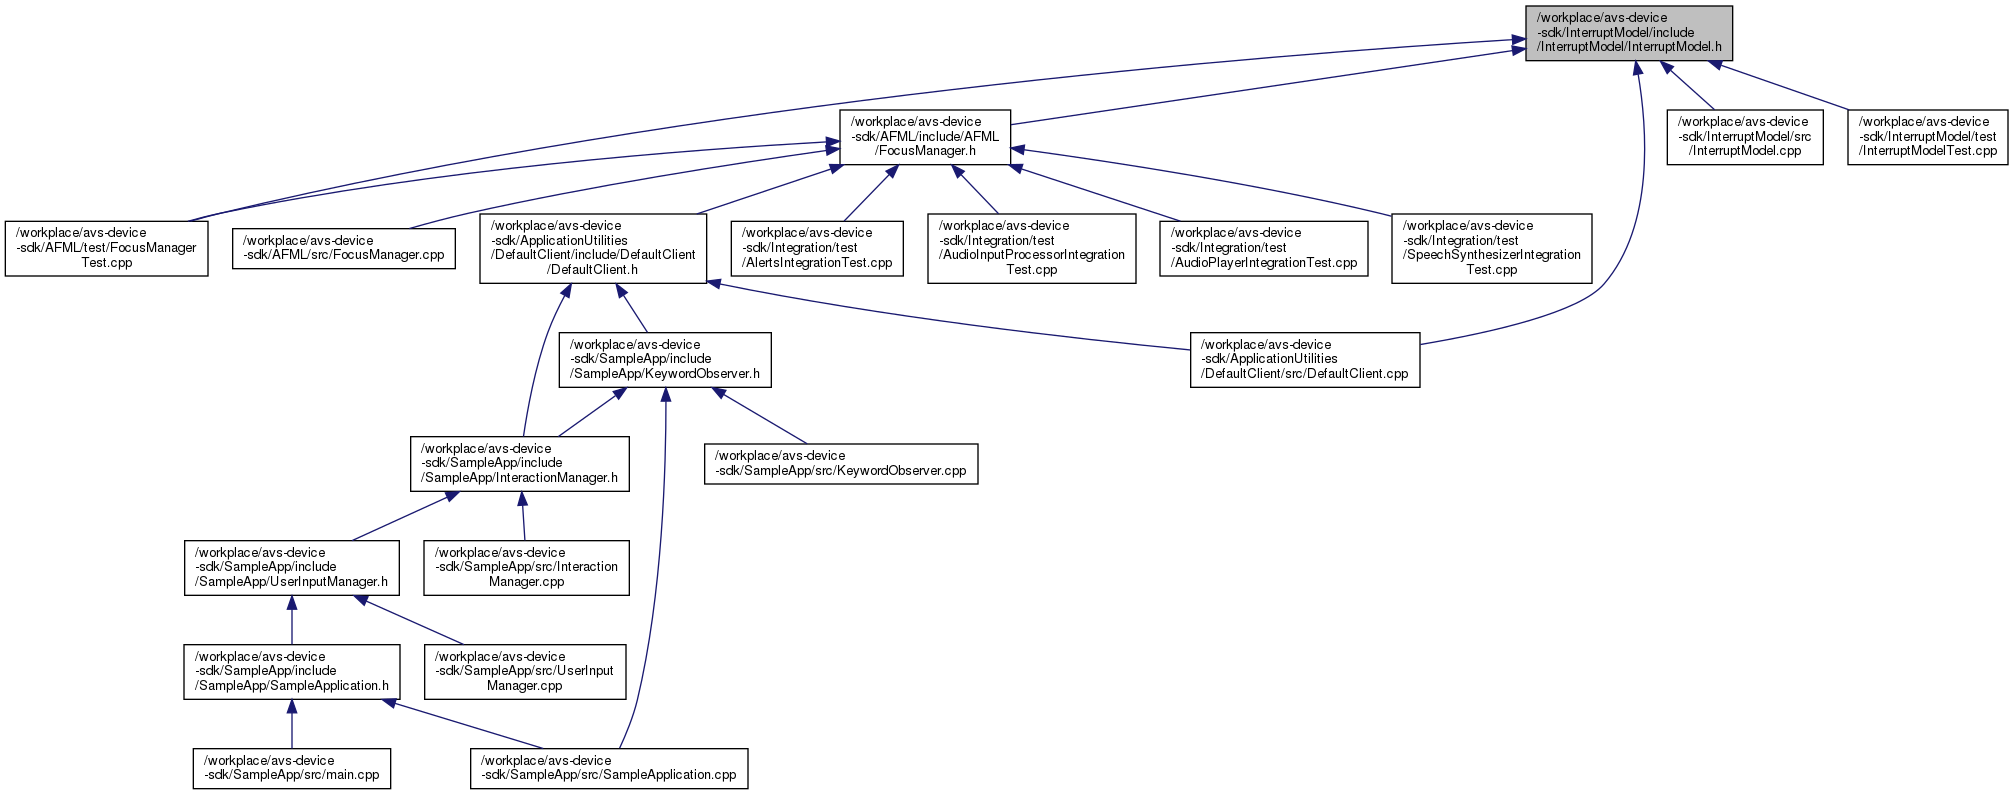 /workplace/avs-device
-sdk/InterruptModel/include
/InterruptModel/InterruptModel.h
/workplace/avs-device
-sdk/AFML/include/AFML
/FocusManager.h
/workplace/avs-device
-sdk/InterruptModel/src
/InterruptModel.cpp
/workplace/avs-device
-sdk/InterruptModel/test
/InterruptModelTest.cpp
/workplace/avs-device
-sdk/AFML/test/FocusManager
Test.cpp
/workplace/avs-device
-sdk/AFML/src/FocusManager.cpp
/workplace/avs-device
-sdk/ApplicationUtilities
/DefaultClient/include/DefaultClient
/DefaultClient.h
/workplace/avs-device
-sdk/Integration/test
/AlertsIntegrationTest.cpp
/workplace/avs-device
-sdk/Integration/test
/AudioInputProcessorIntegration
Test.cpp
/workplace/avs-device
-sdk/Integration/test
/AudioPlayerIntegrationTest.cpp
/workplace/avs-device
-sdk/Integration/test
/SpeechSynthesizerIntegration
Test.cpp
/workplace/avs-device
-sdk/SampleApp/include
/SampleApp/KeywordObserver.h
/workplace/avs-device
-sdk/ApplicationUtilities
/DefaultClient/src/DefaultClient.cpp
/workplace/avs-device
-sdk/SampleApp/include
/SampleApp/InteractionManager.h
/workplace/avs-device
-sdk/SampleApp/src/KeywordObserver.cpp
/workplace/avs-device
-sdk/SampleApp/include
/SampleApp/UserInputManager.h
/workplace/avs-device
-sdk/SampleApp/src/Interaction
Manager.cpp
/workplace/avs-device
-sdk/SampleApp/include
/SampleApp/SampleApplication.h
/workplace/avs-device
-sdk/SampleApp/src/UserInput
Manager.cpp
/workplace/avs-device
-sdk/SampleApp/src/main.cpp
/workplace/avs-device
-sdk/SampleApp/src/SampleApplication.cpp